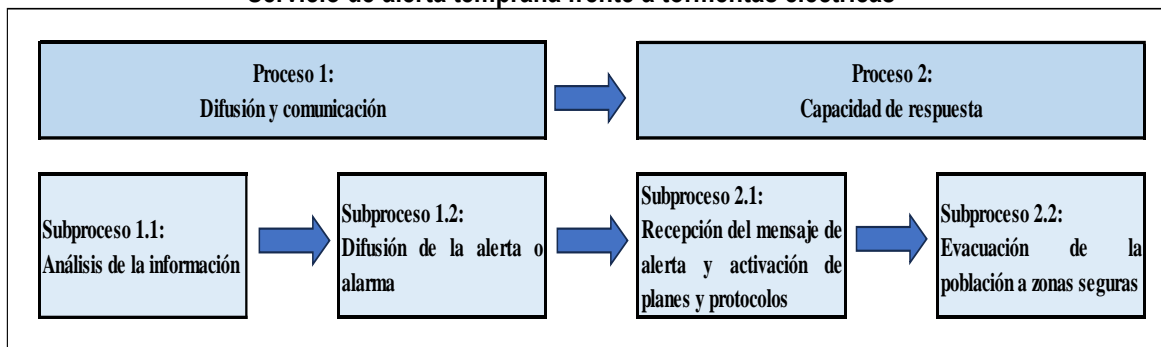 Servicio de alerta temprana frente a tormentas eléctricas
Proceso 1:
Difusión y comunicación
Proceso 2:
Capacidad de respuesta
Subproceso 1.1:
Análisis de la información
Subproceso 1.2:
Difusión de la alerta o
alarma
Subproceso 2.1:
Recepción del mensaje de
alerta y activación de
planes y protocolos
Subproceso 2.2:
Evacuación de la
población a zonas seguras